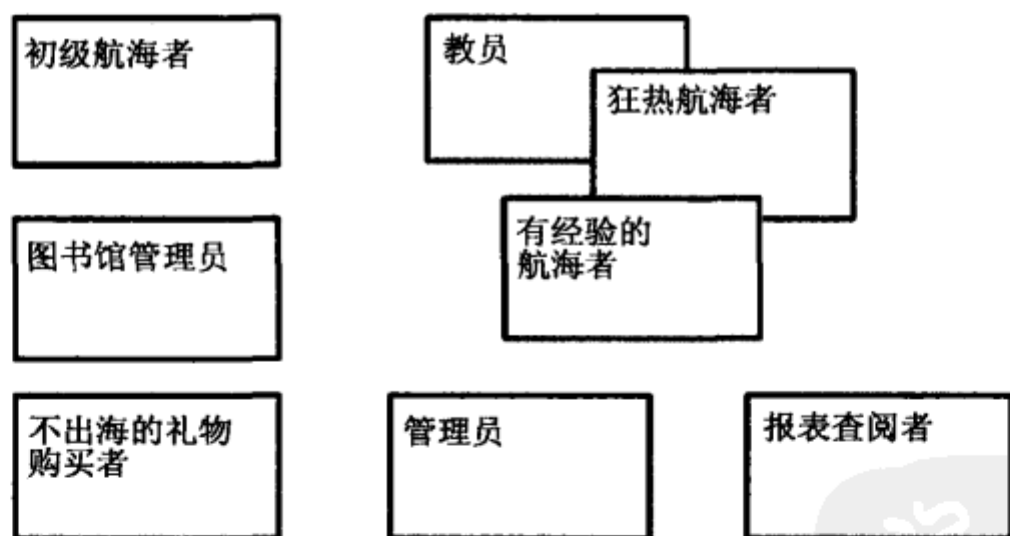 初级航海者
教员
狂热航海者
有经验的
航海者
图书馆管理员
不出海的礼物
购买者
管理员
报表查阅者